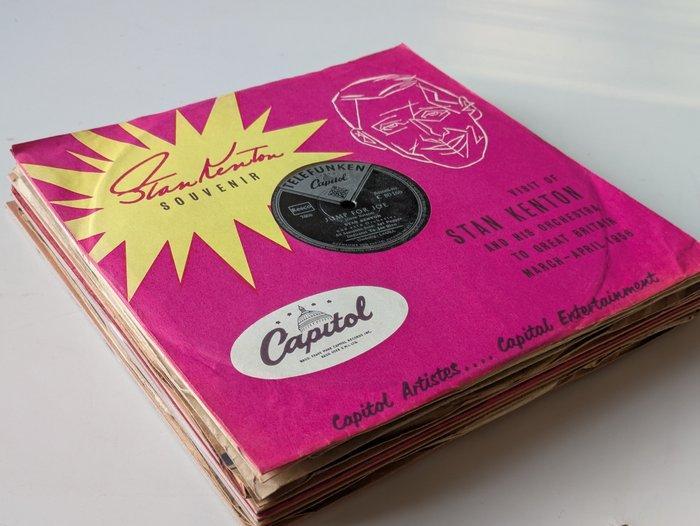 Stan Kenton
SOUVENIR
TELEFUNKEN
Capitol
JUMP FOR JOY
VISIT OF
STAN KENTON
AND HIS ORCHESTRA
TO GREAT BRITAIN
MARCH-APRIL, 1956
Capitol
Capitol Artistes.... Capitol Entertainment